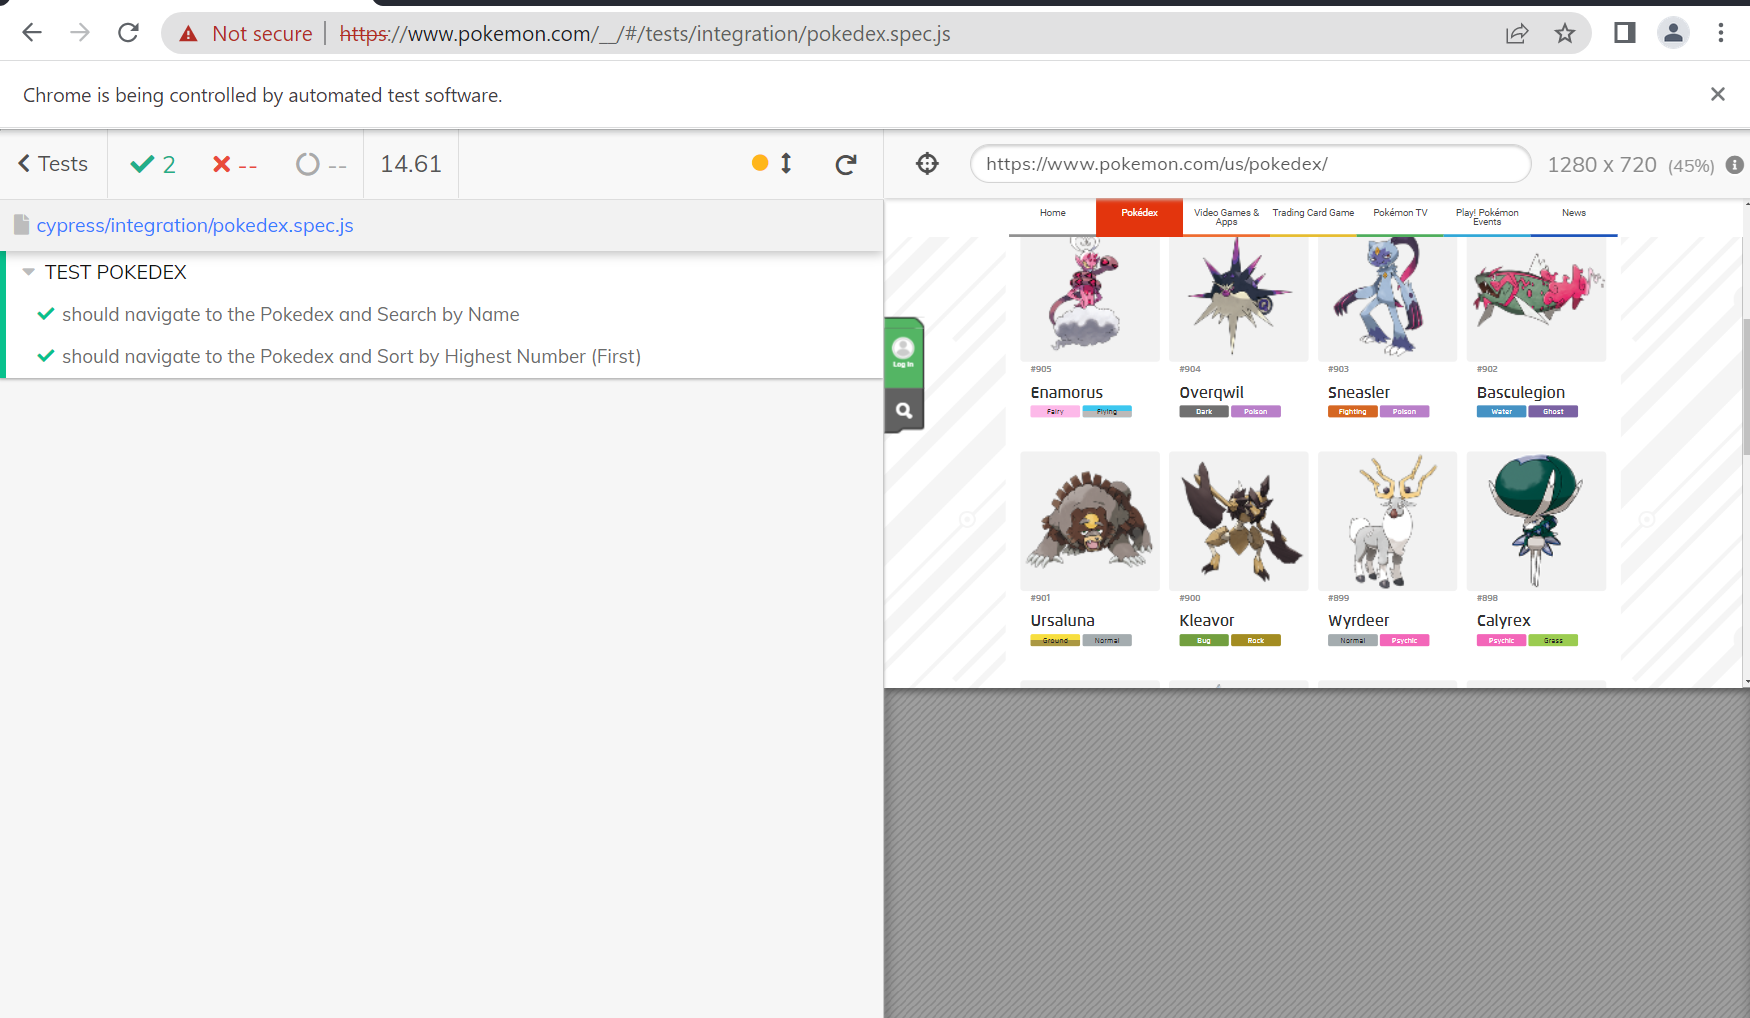 Not secure | https://www.pokemon.com/__/#/tests/integration/pokedex.spec.js
Chrome is being controlled by automated test software.
Tests 2 -- -- 14.61
https://www.pokemon.com/us/pokedex/ 1280 x 720 (45%)
cypress/integration/pokedex.spec.js
TEST POKEDEX
should navigate to the Pokedex and Search by Name
should navigate to the Pokedex and Sort by Highest Number (First)
Home Pokédex Video Games & Trading Card Game Pokémon TV Play! Pokémon News
Apps Events
Log in
#905 #904 #903 #902
Enamorus Overqwil Sneasler Basculegion
Fairy Flying Dark Poison Fighting Poison Water Ghost
#901 #900 #899 #898
Ursaluna Kleavor Wyrdeer Calyrex
Ground Normal Bug Rock Normal Psychic Psychic Grass